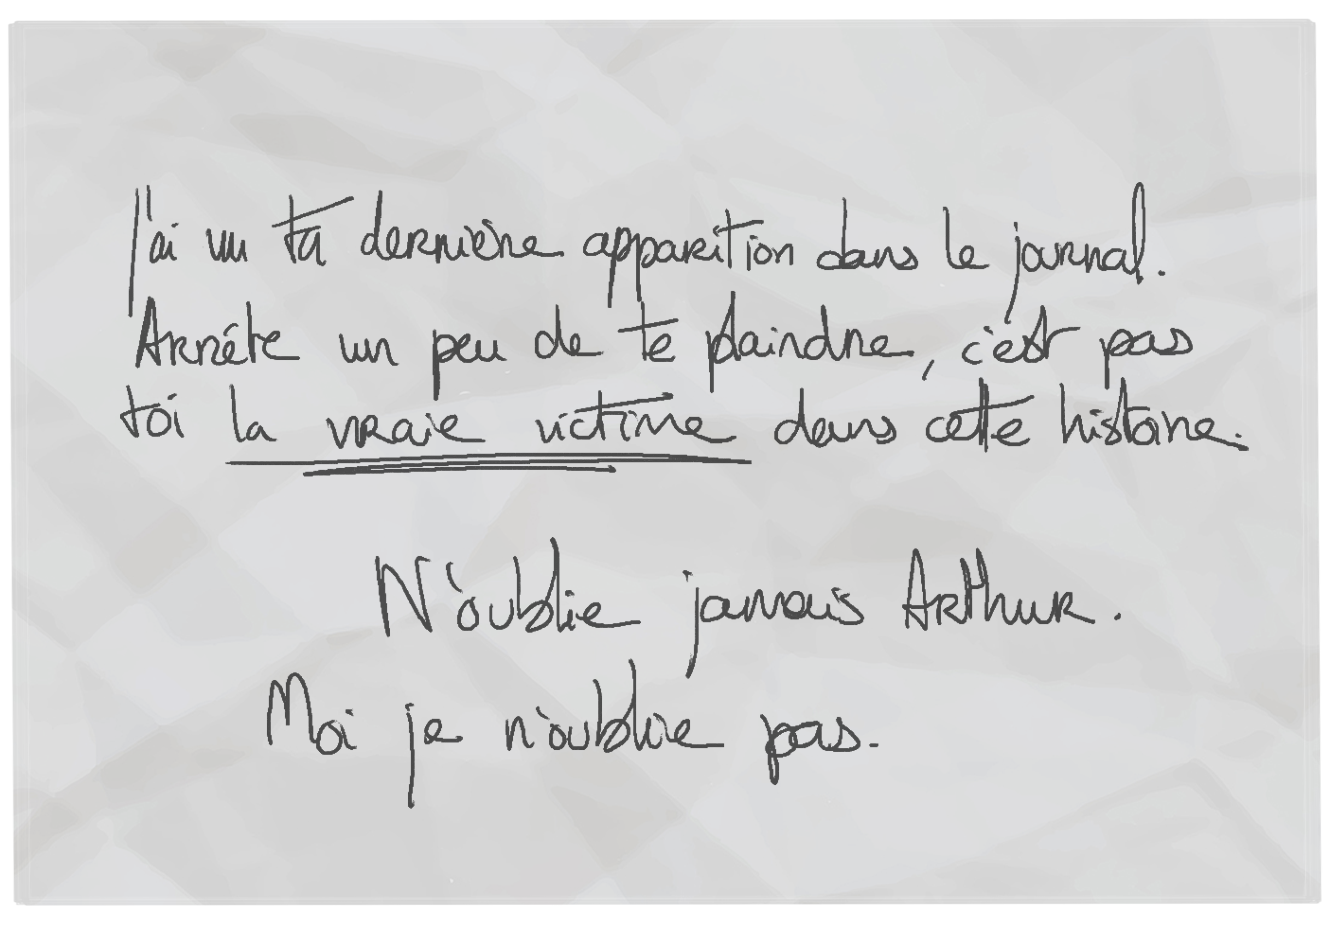 J'ai vu ta dernière apparition dans le journal.
Arrête un peu de te plaindre, c'est pas
toi la vraie victime dans cette histoire.
N'oublie jamais Arthur.
Moi je n'oublie pas.